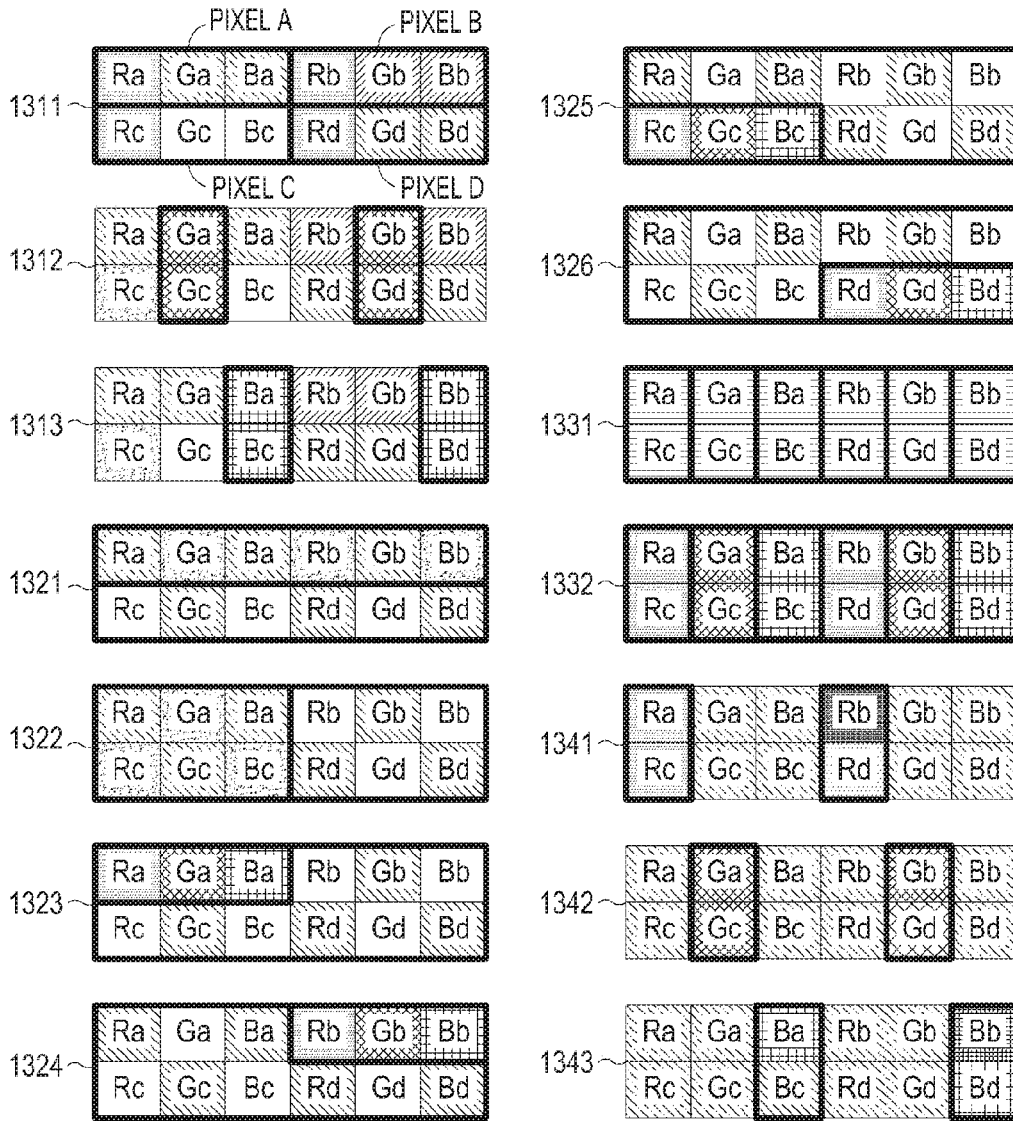 PIXEL A PIXEL B
1311 Ra Ga Ba Rb Gb Bb
Rc Gc Bc Rd Gd Bd
PIXEL C PIXEL D
1312 Ra Ga Ba Rb Gb Bb
Rc Gc Bc Rd Gd Bd
1313 Ra Ga Ba Rb Gb Bb
Rc Gc Bc Rd Gd Bd
1321 Ra Ga Ba Rb Gb Bb
Rc Gc Bc Rd Gd Bd
1322 Ra Ga Ba Rb Gb Bb
Rc Gc Bc Rd Gd Bd
1323 Ra Ga Ba Rb Gb Bb
Rc Gc Bc Rd Gd Bd
1324 Ra Ga Ba Rb Gb Bb
Rc Gc Bc Rd Gd Bd
1325 Ra Ga Ba Rb Gb Bb
Rc Gc Bc Rd Gd Bd
1326 Ra Ga Ba Rb Gb Bb
Rc Gc Bc Rd Gd Bd
1331 Ra Ga Ba Rb Gb Bb
Rc Gc Bc Rd Gd Bd
1332 Ra Ga Ba Rb Gb Bb
Rc Gc Bc Rd Gd Bd
1341 Ra Ga Ba Rb Gb Bb
Rc Gc Bc Rd Gd Bd
1342 Ra Ga Ba Rb Gb Bb
Rc Gc Bc Rd Gd Bd
1343 Ra Ga Ba Rb Gb Bb
Rc Gc Bc Rd Gd Bd